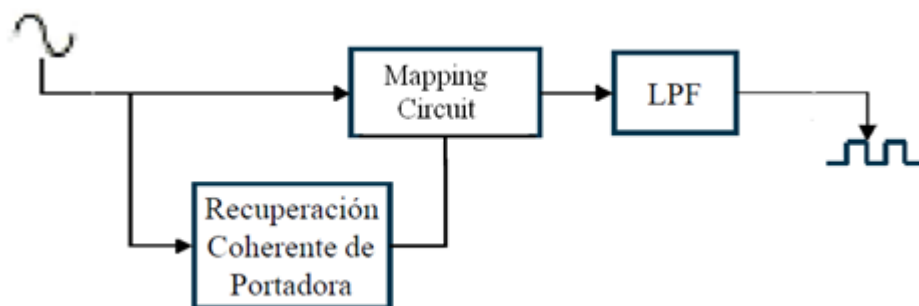 Mapping
Circuit
LPF
Recuperación
Coherente de
Portadora